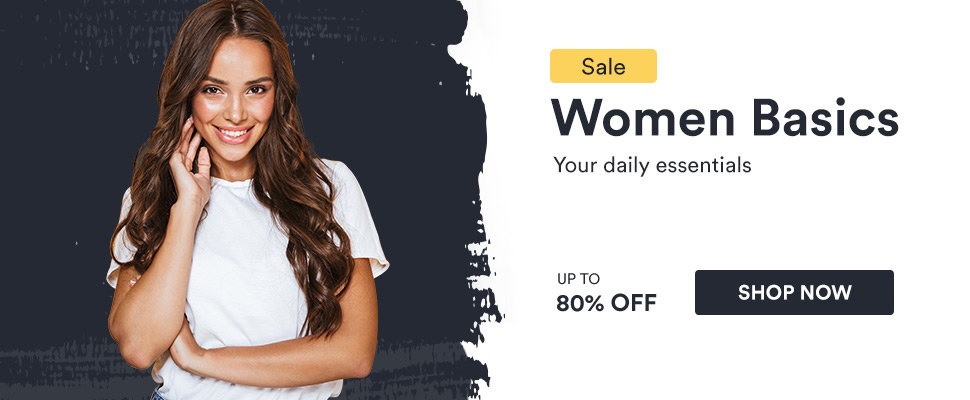 Sale
Women Basics
Your daily essentials
UP TO
80% OFF
SHOP NOW